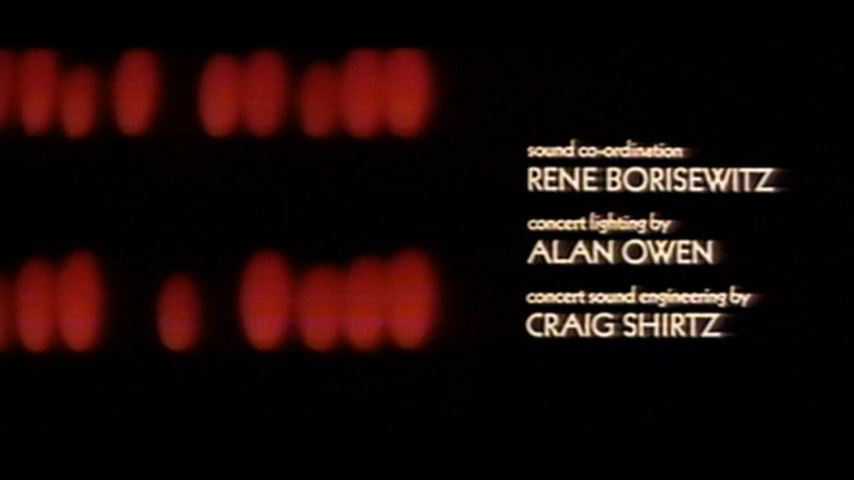 sound co-ordination
RENE BORISEWITZ
concert lighting by
ALAN OWEN
concert sound engineering by
CRAIG SHIRTZ